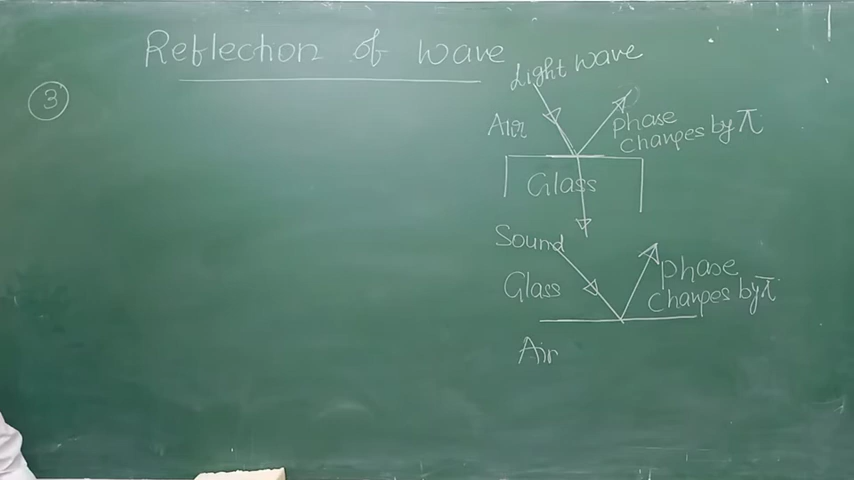 Reflection of wave
3
Light wave
Air
Phase
changes by π
Glass
Sound
Glass
Phase
changes by π
Air